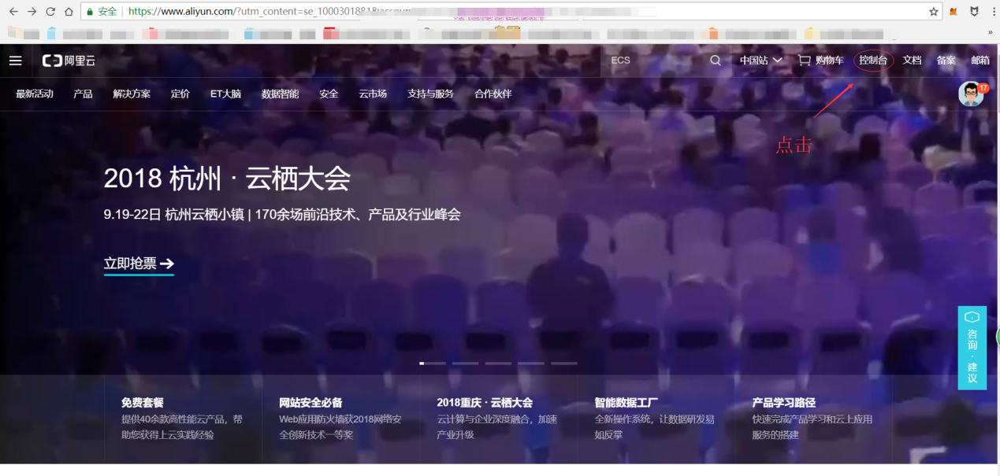 安全 https://www.aliyun.com/?utm_content=se_1000301881&accoun
阿里云
ECS
中国站
购物车
控制台
文档
备案
邮箱
最新活动
产品
解决方案
定价
ET大脑
数据智能
安全
云市场
支持与服务
合作伙伴
17
点击
2018 杭州 · 云栖大会
9.19-22日 杭州云栖小镇 | 170余场前沿技术、产品及行业峰会
立即抢票
咨询·建议
免费套餐
提供40余款高性能云产品，帮
助您获得上云实践经验
网站安全必备
Web应用防火墙获2018网络安
全创新技术一等奖
2018重庆 · 云栖大会
云计算与企业深度融合，加速
产业升级
智能数据工厂
全新操作系统，让数据研发易
如反掌
产品学习路径
快速完成产品学习和云上应用
服务的搭建